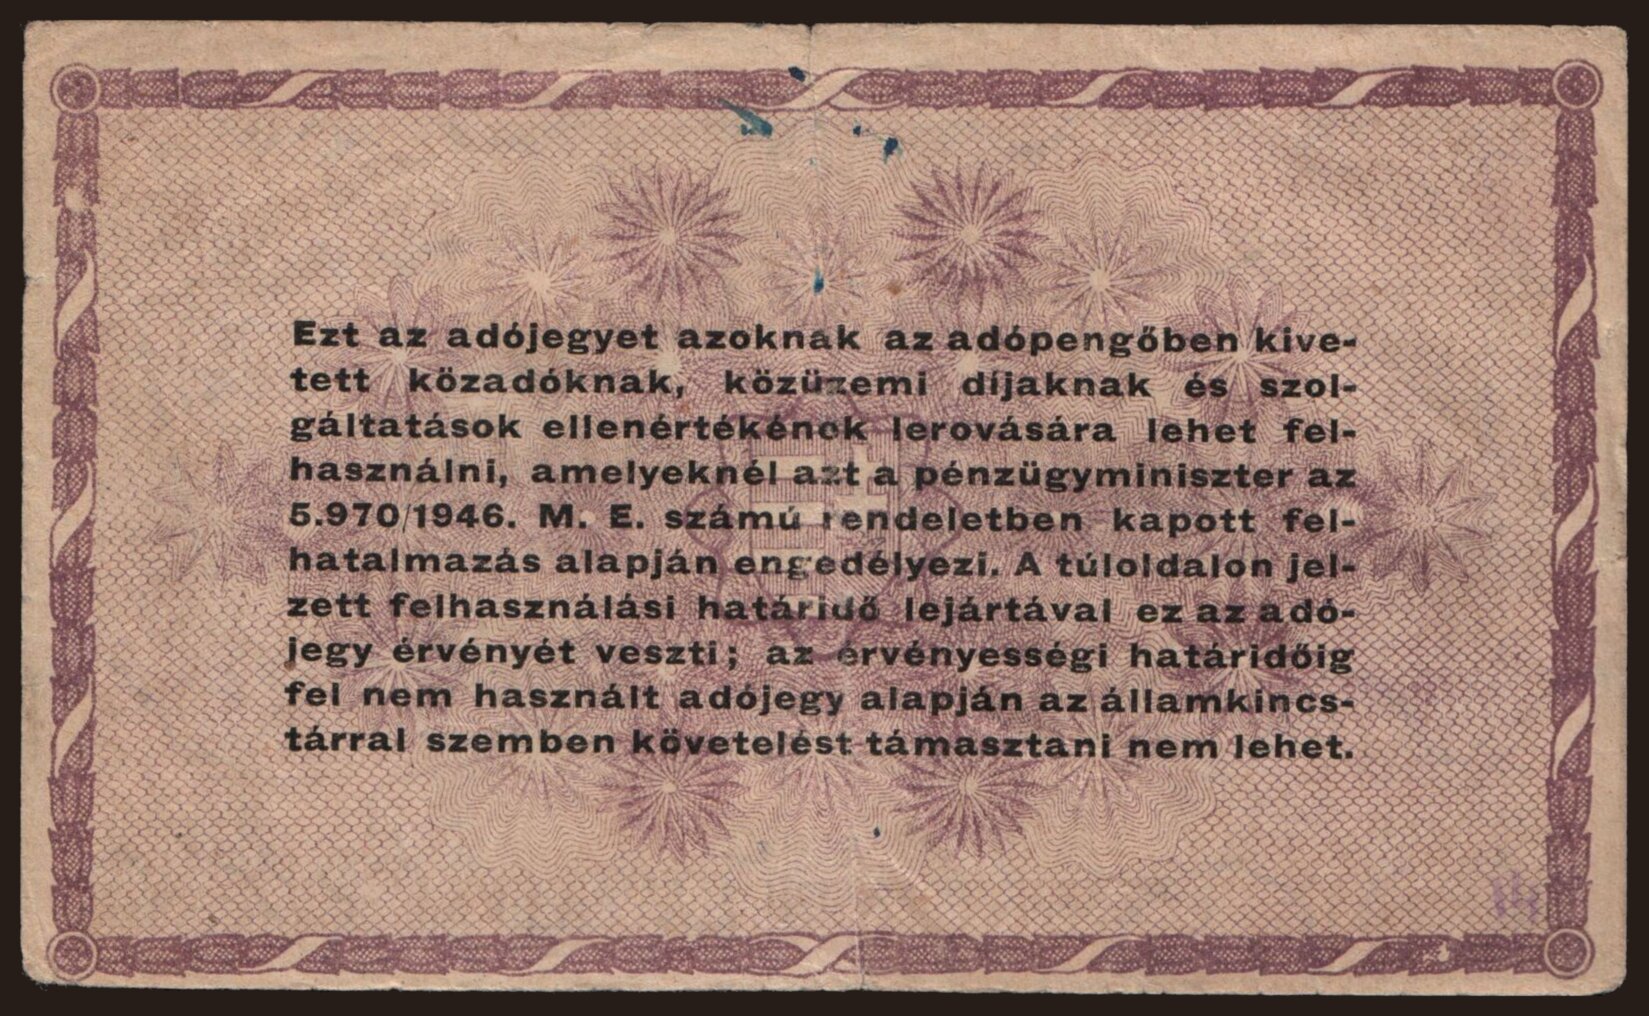 Ezt az adójegyet azoknak az adópengőben kive-
tett közadóknak, közüzemi díjaknak és szol-
gáltatások ellenértékének lerovására lehet fel-
használni, amelyeknél azt a pénzügyminiszter az
5.970/1946. M. E. számú rendeletben kapott fel-
hatalmazás alapján engedélyezi. A túloldalon jel-
zett felhasználási határidő lejártával ez az adó-
jegy érvényét veszti; az érvényességi határidőig
fel nem használt adójegy alapján az államkincs-
tárral szemben követelést támasztani nem lehet.